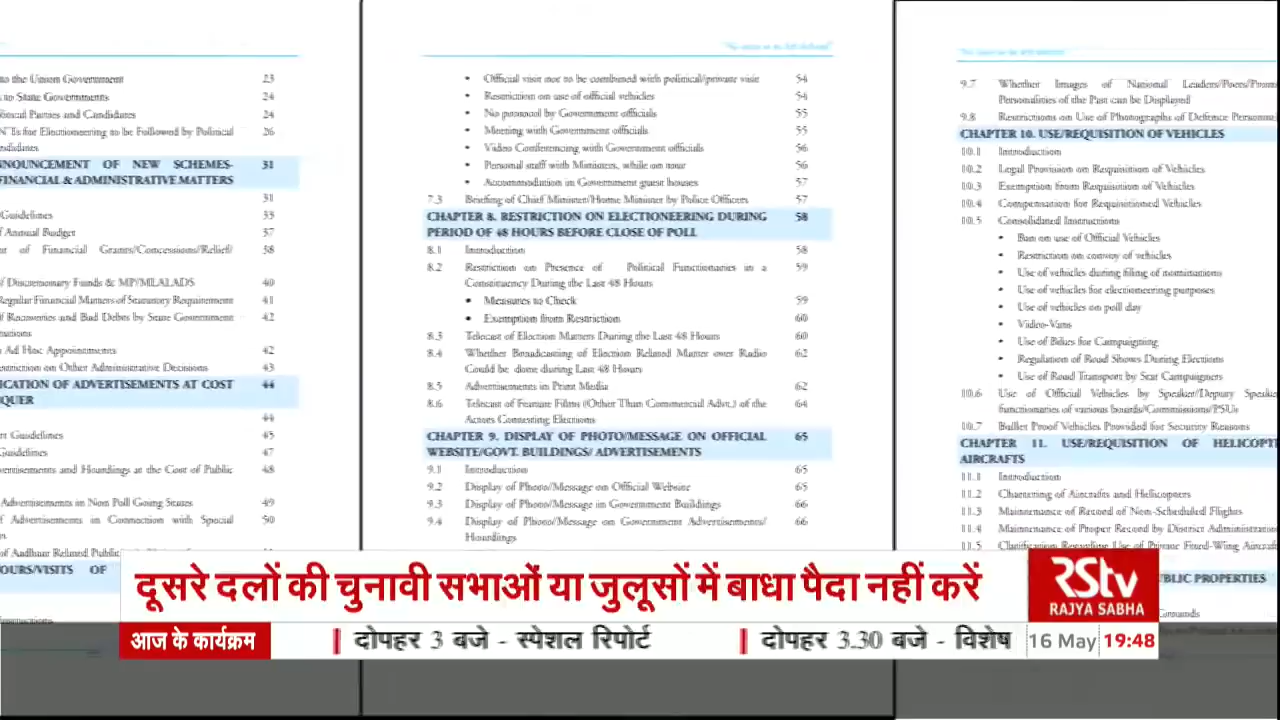 to the Union Government 23
to State Governments 24
Political Parties and Candidates 24
for Electioneering to be Followed by Political 26
NNOUNCEMENT OF NEW SCHEMES- 31
FINANCIAL & ADMINISTRATIVE MATTERS
31
Guidelines 33
f Annual Budget 37
nt of Financial Grants/Concessions/Relief/ 38
f Discretionary Funds & MP/MLALADS 40
Regular Financial Matters of Statutory Requirement 41
f Recoveries and Bad Debts by State Government 42
n Ad Hoc Appointments 42
estriction on Other Administrative Decisions 43
ICATION OF ADVERTISEMENTS AT COST 44
QUER
44
rt Guidelines 45
Guidelines 47
vertisements and Hoardings at the Cost of Public 48
Advertisements in Non Poll Going States 49
f Advertisements in Connection with Special 50
of Aadhaar Related
OURS/VISITS OF
• Official visit not to be combined with political/private visit 54
• Restriction on use of official vehicles 54
• No protocol by Government officials 55
• Meeting with Government officials 55
• Video Conferencing with Government officials 56
• Personal staff with Ministers, while on tour 56
• Accommodation in Government guest houses 57
7.3 Briefing of Chief Minister/Home Minister by Police Officers 57
CHAPTER 8. RESTRICTION ON ELECTIONEERING DURING 58
PERIOD OF 48 HOURS BEFORE CLOSE OF POLL
8.1 Introduction 58
8.2 Restriction on Presence of Political Functionaries in a 59
Constituency During the Last 48 Hours
• Measures to Check 59
• Exemption from Restriction 60
8.3 Telecast of Election Matters During the Last 48 Hours 60
8.4 Whether Broadcasting of Election Related Matter over Radio 62
Could be done during Last 48 Hours
8.5 Advertisements in Print Media 62
8.6 Telecast of Feature Films (Other Than Commercial Advt.) of the 64
Actors Contesting Elections
CHAPTER 9. DISPLAY OF PHOTO/MESSAGE ON OFFICIAL 65
WEBSITE/GOVT. BUILDINGS/ ADVERTISEMENTS
9.1 Introduction 65
9.2 Display of Photo/Message on Official Website 65
9.3 Display of Photo/Message in Government Buildings 66
9.4 Display of Photo/Message on Government Advertisements/ 66
Hoardings
9.7 Whether Images of National Leaders/Poets/Prom
Personalities of the Past can be Displayed
9.8 Restrictions on Use of Photographs of Defence Personne
CHAPTER 10. USE/REQUISITION OF VEHICLES
10.1 Introduction
10.2 Legal Provision on Requisition of Vehicles
10.3 Exemption from Requisition of Vehicles
10.4 Compensation for Requisitioned Vehicles
10.5 Consolidated Instructions
• Ban on use of Official Vehicles
• Restriction on convoy of vehicles
• Use of vehicles during filing of nominations
• Use of vehicles for electioneering purposes
• Use of vehicles on poll day
• Video-Vans
• Use of Bikes for Campaigning
• Regulation of Road Shows During Elections
• Use of Road Transport by Star Campaigners
10.6 Use of Official Vehicles by Speaker/Deputy Speake
functionaries of various boards/Commissions/PSUs
10.7 Bullet Proof Vehicles Provided for Security Reasons
CHAPTER 11. USE/REQUISITION OF HELICOPT
AIRCRAFTS
11.1 Introduction
11.2 Chartering of Aircrafts and Helicopters
11.3 Maintenance of Record of Non-Scheduled Flights
11.4 Maintenance of Proper Record by District Administration
11.5 Clarification Regarding Use of Private Fixed-Wing Aircraft
BLIC PROPERTIES
Grounds
दूसरे दलों की चुनावी सभाओं या जुलूसों में बाधा पैदा नहीं करें
RStv
RAJYA SABHA
आज के कार्यक्रम | दोपहर 3 बजे - स्पेशल रिपोर्ट | दोपहर 3.30 बजे - विशेष 16 May 19:48